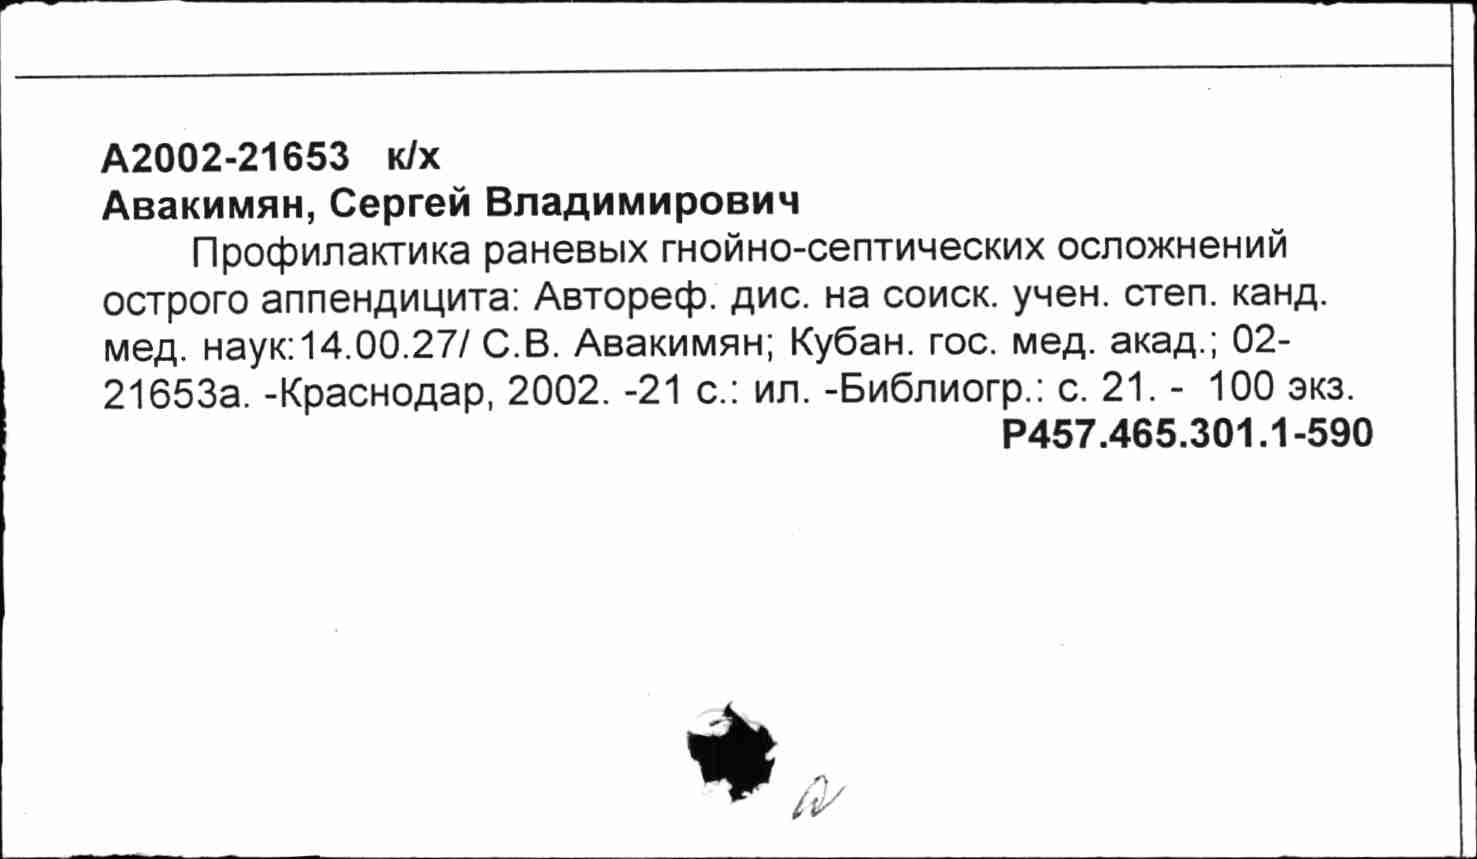 А2002-21653 к/х
Авакимян, Сергей Владимирович
Профилактика раневых гнойно-септических осложнений
острого аппендицита: Автореф. дис. на соиск. учен. степ. канд.
мед. наук:14.00.27/ С.В. Авакимян; Кубан. гос. мед. акад.; 02-
21653а. -Краснодар, 2002. -21 с.: ил. -Библиогр.: с. 21. - 100 экз.
Р457.465.301.1-590